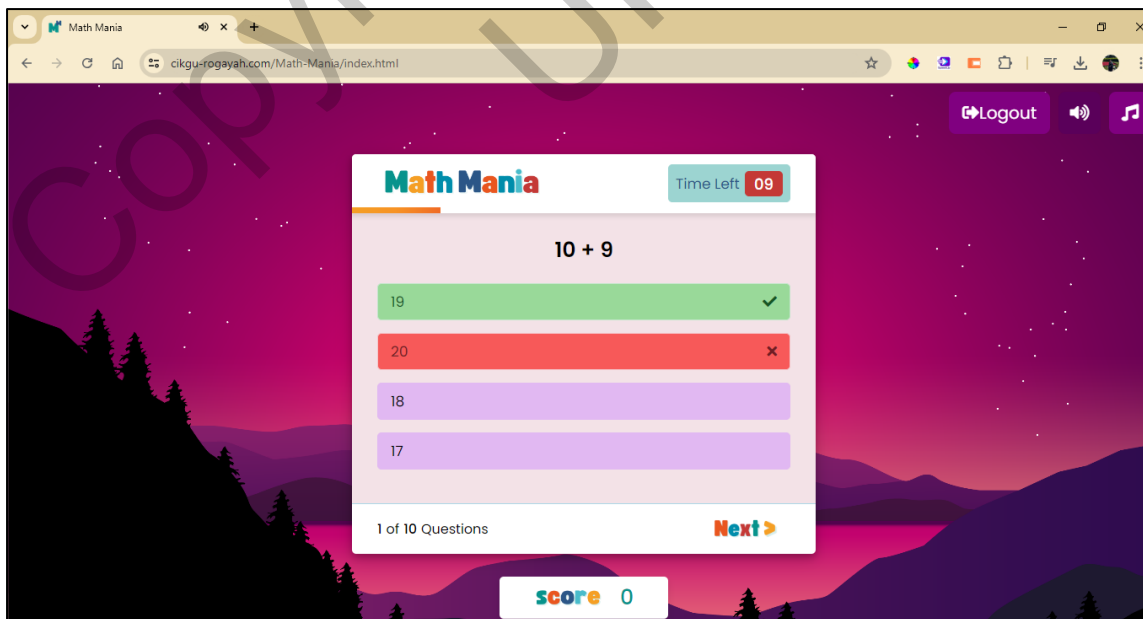 Math Mania
cikgu-rogayah.com/Math-Mania/index.html
Logout
Math Mania
Time Left 09
10 + 9
19
20
18
17
1 of 10 Questions
Next >
score 0